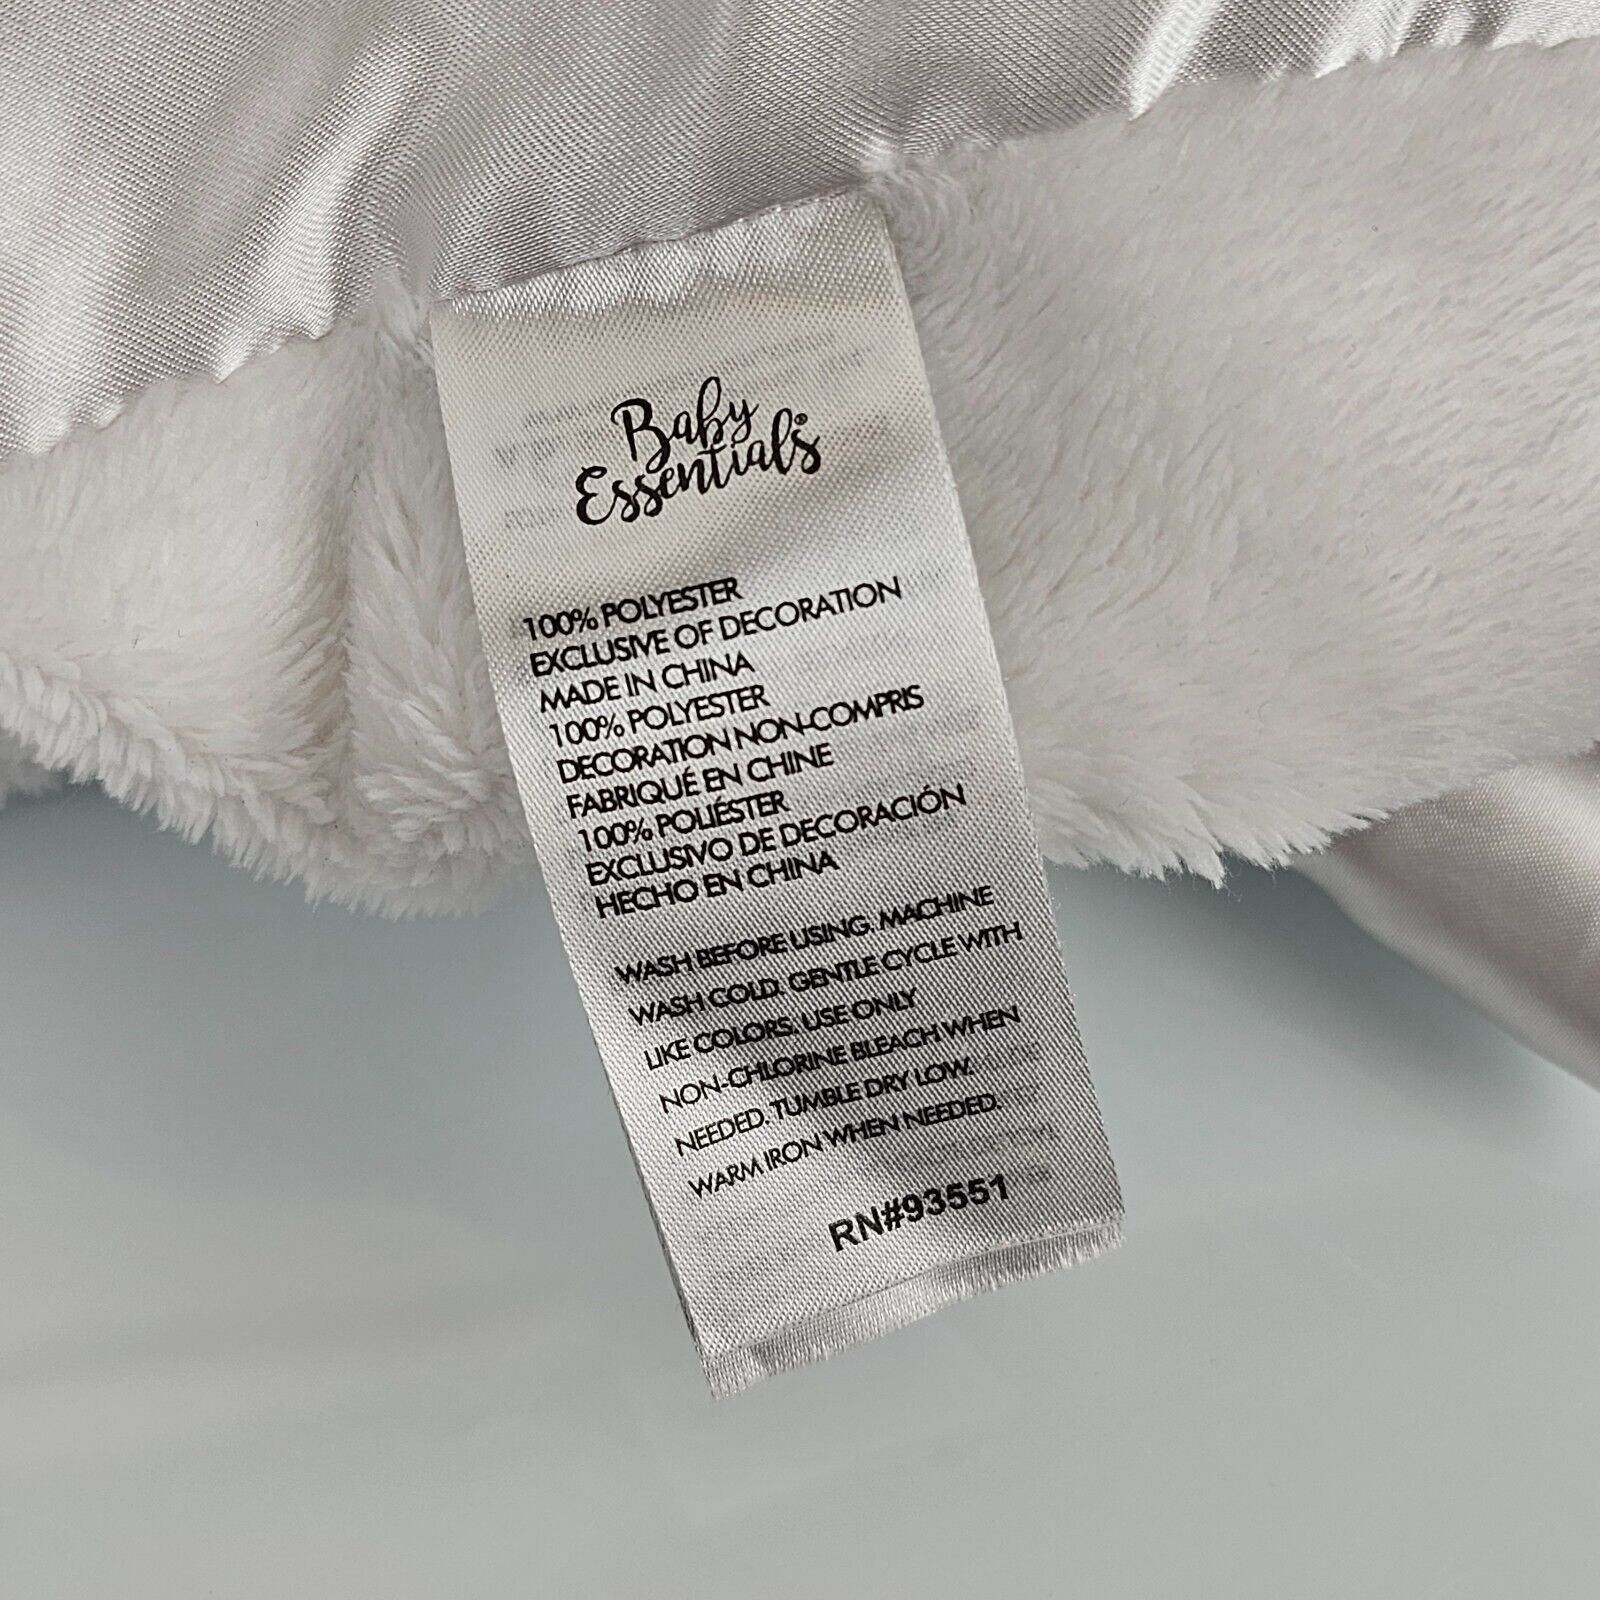 Baby
Essentials®
100% POLYESTER
EXCLUSIVE OF DECORATION
MADE IN CHINA
100% POLYESTER
DECORATION NON-COMPRIS
FABRIQUÉ EN CHINE
100% POLIÉSTER
EXCLUSIVO DE DECORACIÓN
HECHO EN CHINA
WASH BEFORE USING. MACHINE
WASH COLD. GENTLE CYCLE WITH
LIKE COLORS. USE ONLY
NON-CHLORINE BLEACH WHEN
NEEDED. TUMBLE DRY LOW.
WARM IRON WHEN NEEDED.
RN#93551